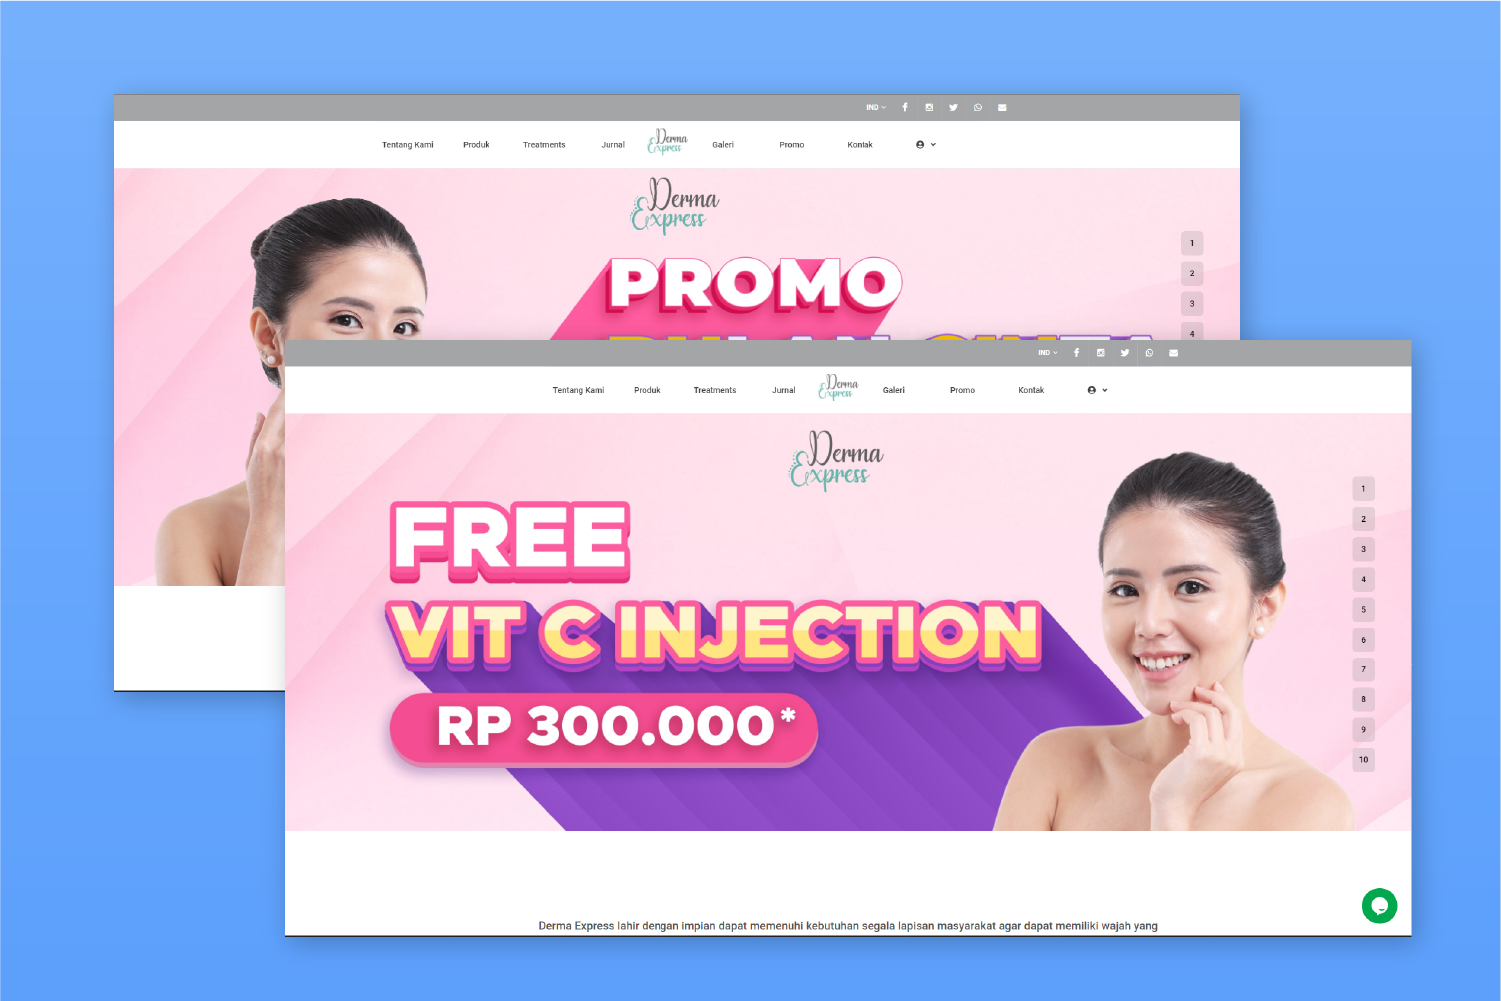 IND
Tentang Kami Produk Treatments Jurnal Derma Express Galeri Promo Kontak
Derma
Express
PROMO
1
2
3
4
IND
Tentang Kami Produk Treatments Jurnal Derma Express Galeri Promo Kontak
Derma
Express
FREE
VIT C INJECTION
RP 300.000*
1
2
3
4
5
6
7
8
9
10
Derma Express lahir dengan impian dapat memenuhi kebutuhan segala lapisan masyarakat agar dapat memiliki wajah yang